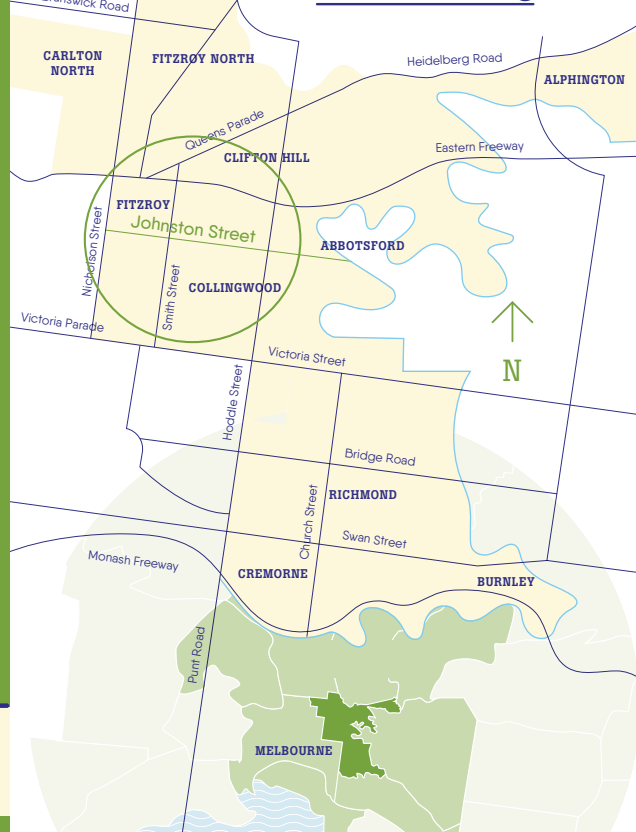 Road
CARLTON
NORTH
FITZROY NORTH
Heidelberg Road
ALPHINGTON
Queens Parade
CLIFTON HILL
Eastern Freeway
FITZROY
Johnston Street
Nicholson Street
ABBOTSFORD
Smith Street
COLLINGWOOD
Victoria Parade
Victoria Street
N
Hoddle Street
Bridge Road
RICHMOND
Church Street
Swan Street
Monash Freeway
CREMORNE
BURNLEY
Punt Road
MELBOURNE